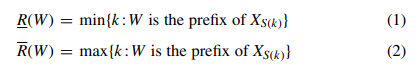 R̲(W) = min{k : W is the prefix of X_{S(k)}} (1)
R̅(W) = max{k : W is the prefix of X_{S(k)}} (2)